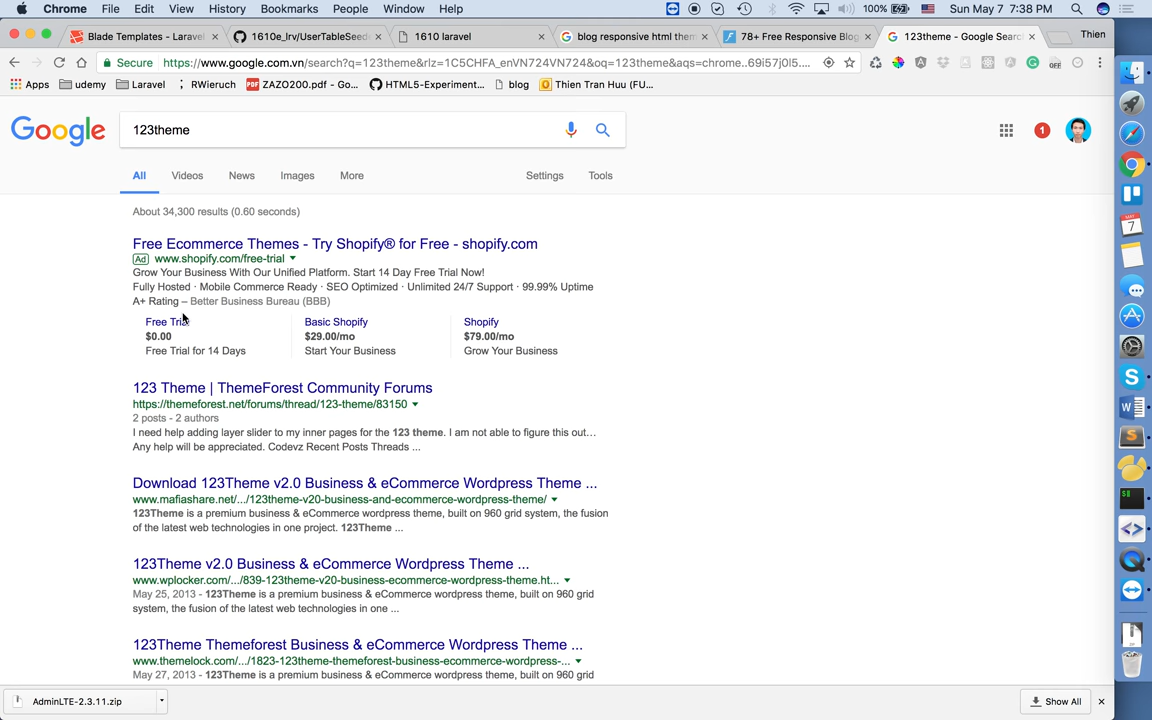 Chrome File Edit View History Bookmarks People Window Help 100% Sun May 7 7:38 PM
Blade Templates - Laravel × 1610e_lrv/UserTableSeed × 1610 laravel × blog responsive html them × 78+ Free Responsive Blog × 123theme - Google Search × Thien
Secure https://www.google.com.vn/search?q=123theme&rlz=1C5CHFA_enVN724VN724&oq=123theme&aqs=chrome..69i57j0l5....
Apps udemy Laravel RWieruch ZAZO200.pdf - Go... HTML5-Experiment... blog Thien Tran Huu (FU...
Google 123theme 1
All Videos News Images More Settings Tools
About 34,300 results (0.60 seconds)
Free Ecommerce Themes - Try Shopify® for Free - shopify.com
Ad www.shopify.com/free-trial
Grow Your Business With Our Unified Platform. Start 14 Day Free Trial Now!
Fully Hosted · Mobile Commerce Ready · SEO Optimized · Unlimited 24/7 Support · 99.99% Uptime
A+ Rating – Better Business Bureau (BBB)
Free Trial Basic Shopify Shopify
$0.00 $29.00/mo $79.00/mo
Free Trial for 14 Days Start Your Business Grow Your Business
123 Theme | ThemeForest Community Forums
https://themeforest.net/forums/thread/123-theme/83150
2 posts - 2 authors
I need help adding layer slider to my inner pages for the 123 theme. I am not able to figure this out...
Any help will be appreciated. Codevz Recent Posts Threads ...
Download 123Theme v2.0 Business & eCommerce Wordpress Theme ...
www.mafiashare.net/.../123theme-v20-business-and-ecommerce-wordpress-theme/
123Theme is a premium business & eCommerce wordpress theme, built on 960 grid system, the fusion
of the latest web technologies in one project. 123Theme ...
123Theme v2.0 Business & eCommerce Wordpress Theme ...
www.wplocker.com/.../839-123theme-v20-business-ecommerce-wordpress-theme.ht...
May 25, 2013 - 123Theme is a premium business & eCommerce wordpress theme, built on 960 grid
system, the fusion of the latest web technologies in one ...
123Theme Themeforest Business & eCommerce Wordpress Theme ...
www.themelock.com/.../1823-123theme-themeforest-business-ecommerce-wordpress-...
May 27, 2013 - 123Theme is a premium business & eCommerce wordpress theme, built on 960 grid
AdminLTE-2.3.11.zip Show All ×